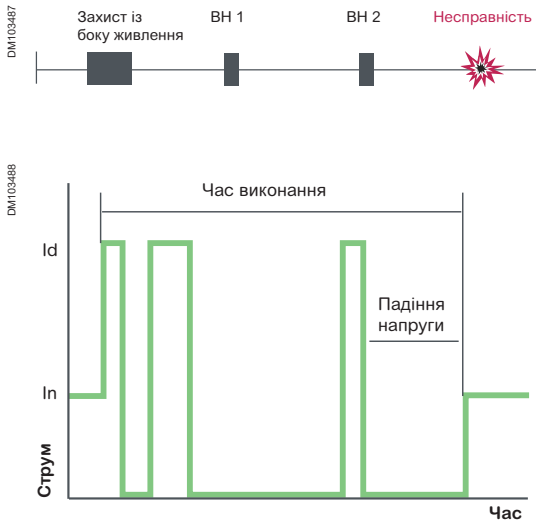 DM103487
Захист із
боку живлення
ВН 1
ВН 2
Несправність
DM103488
Час виконання
Id
Падіння
напруги
In
Струм
Час